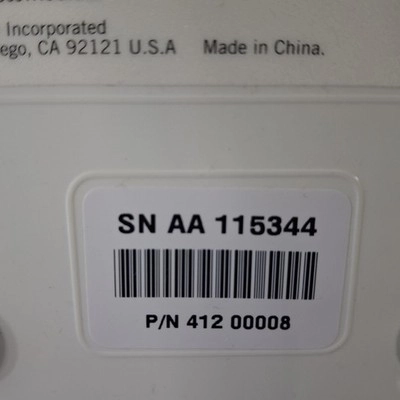 Incorporated
ego, CA 92121 U.S.A Made in China.
SN AA 115344
P/N 412 00008